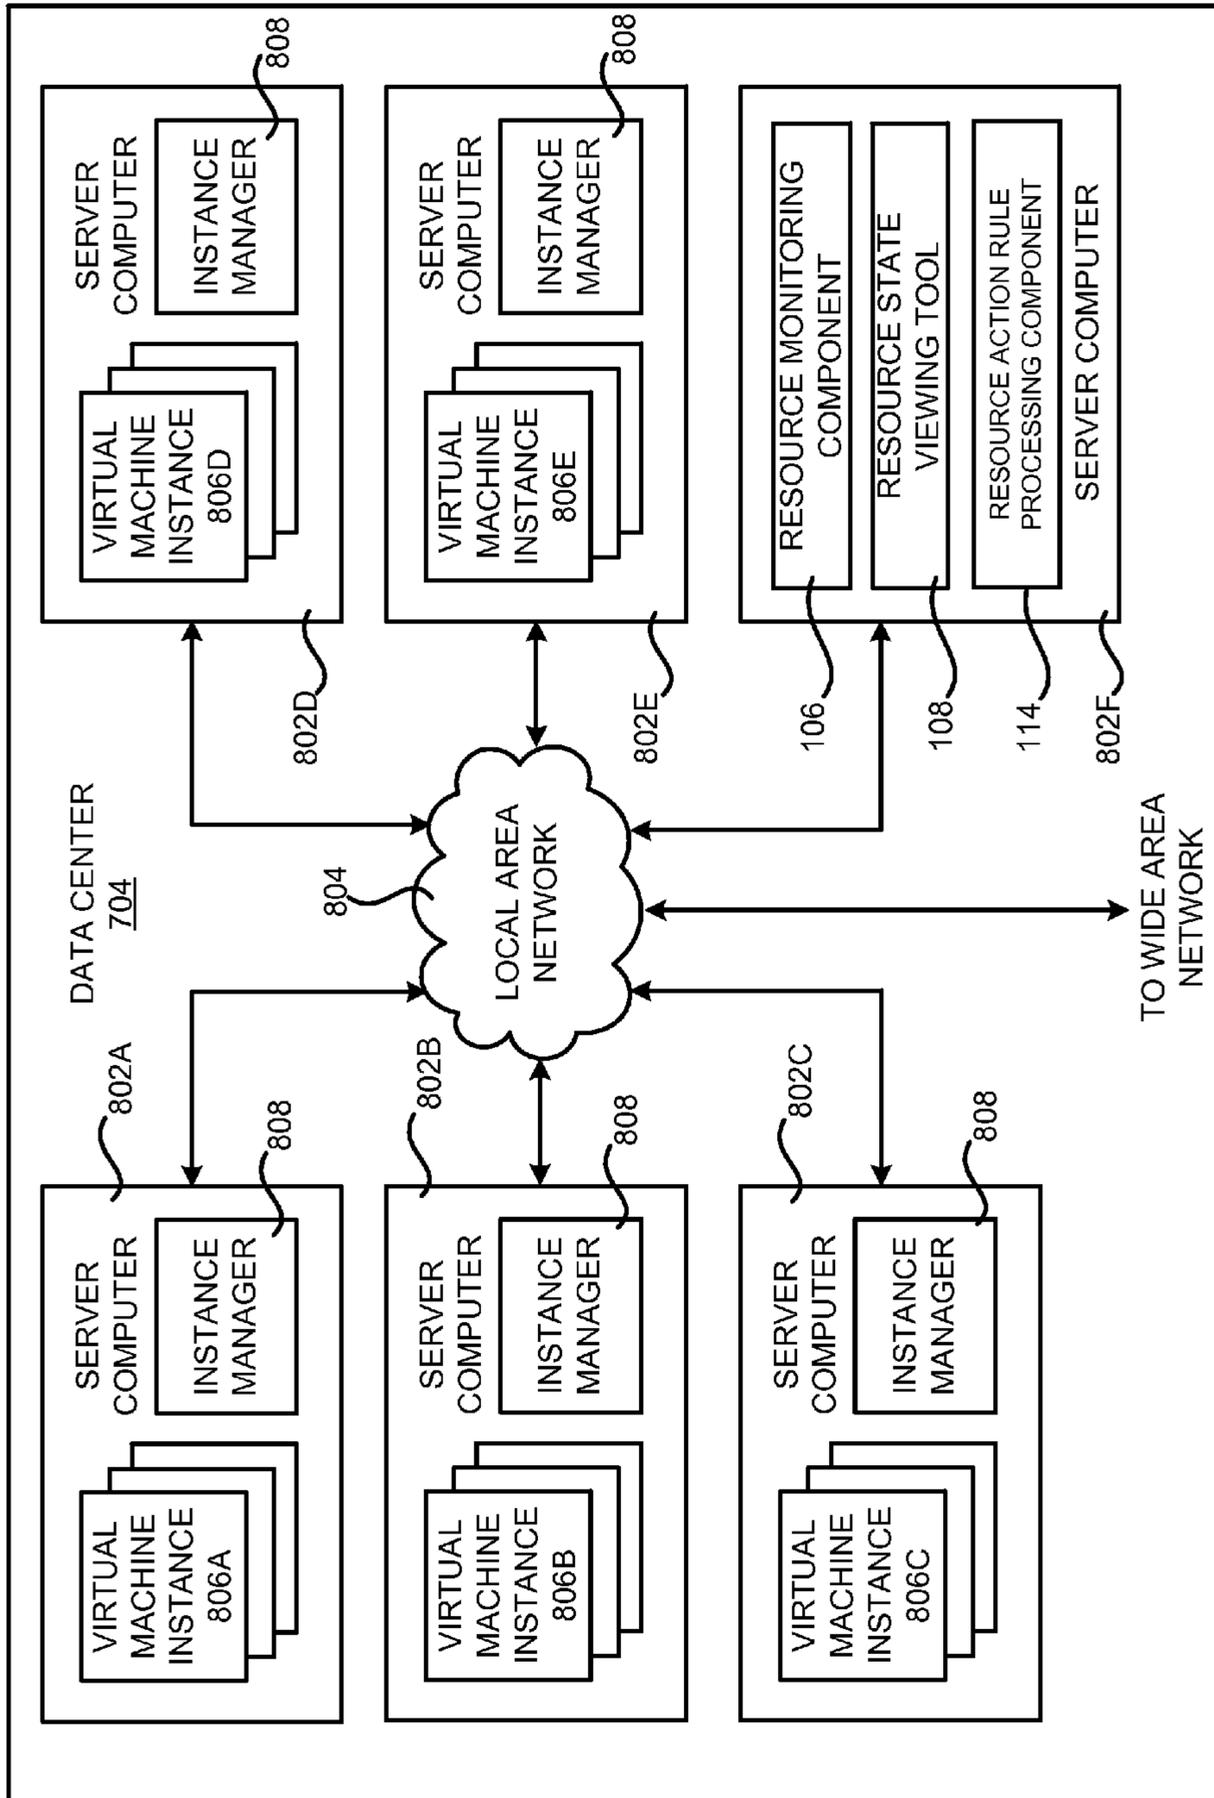 DATA CENTER
704
802A
SERVER
COMPUTER
VIRTUAL
MACHINE
INSTANCE
806A
INSTANCE
MANAGER
808
802B
SERVER
COMPUTER
VIRTUAL
MACHINE
INSTANCE
806B
INSTANCE
MANAGER
808
802C
SERVER
COMPUTER
VIRTUAL
MACHINE
INSTANCE
806C
INSTANCE
MANAGER
808
804
LOCAL AREA
NETWORK
TO WIDE AREA
NETWORK
802D
SERVER
COMPUTER
VIRTUAL
MACHINE
INSTANCE
806D
INSTANCE
MANAGER
808
802E
SERVER
COMPUTER
VIRTUAL
MACHINE
INSTANCE
806E
INSTANCE
MANAGER
808
106
RESOURCE MONITORING
COMPONENT
108
RESOURCE STATE
VIEWING TOOL
114
RESOURCE ACTION RULE
PROCESSING COMPONENT
802F
SERVER COMPUTER